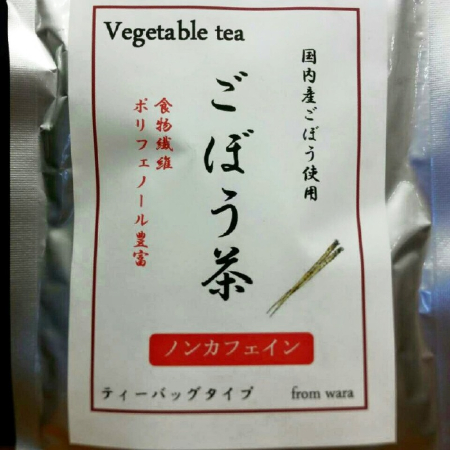 Vegetable tea
国内産ごぼう使用
ごぼう茶
食物繊維
ポリフェノール豊富
ノンカフェイン
ティーバッグタイプ
from wara